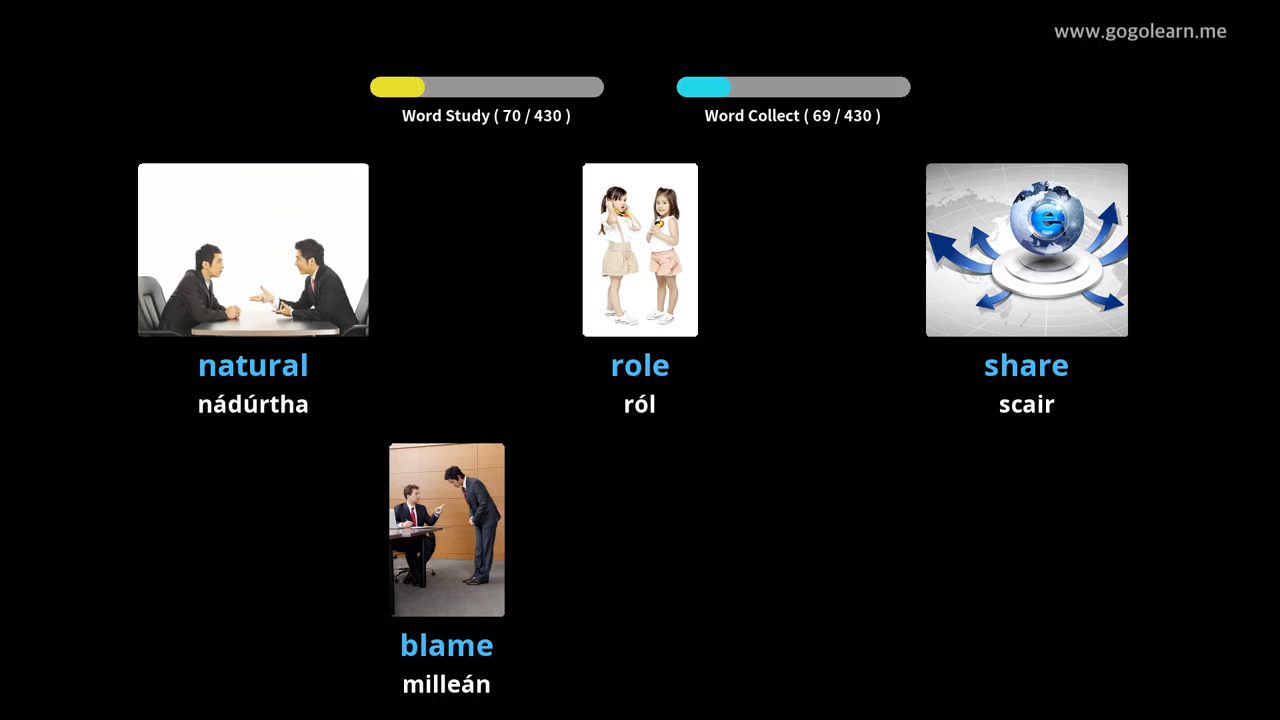 www.gogolearn.me
Word Study ( 70 / 430 )
Word Collect ( 69 / 430 )
natural
nádúrtha
role
ról
share
scair
blame
milleán